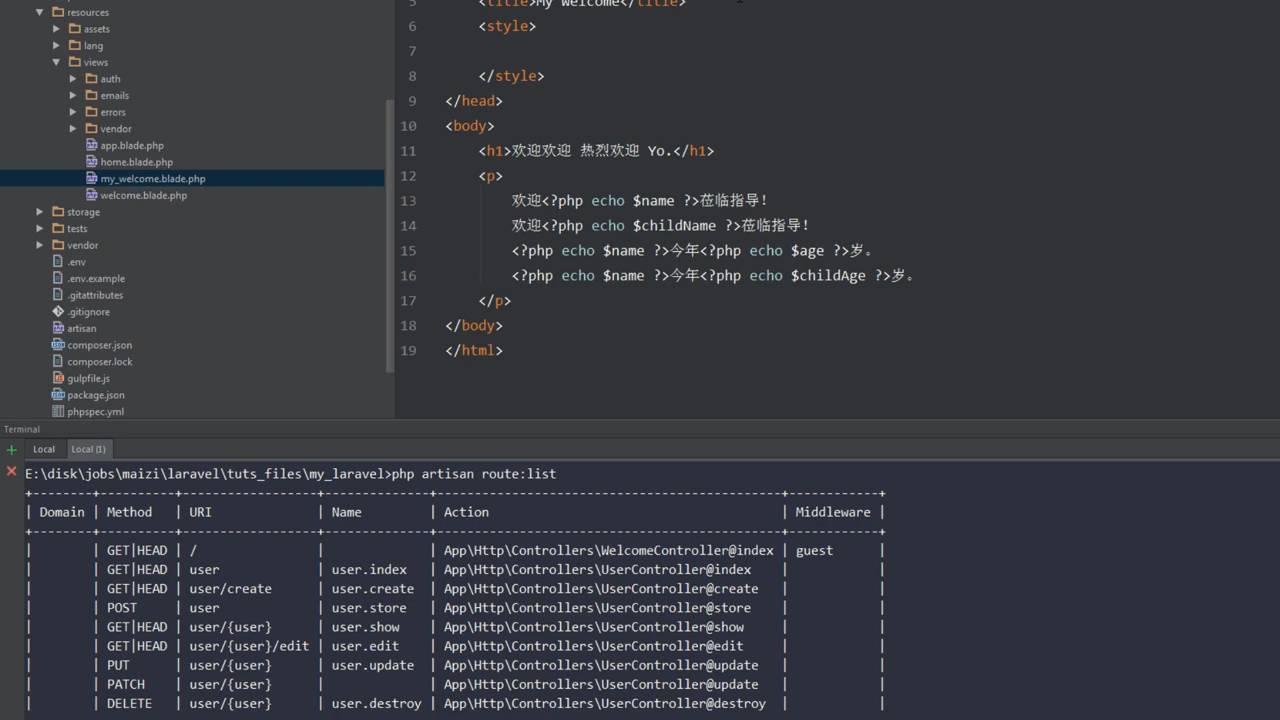 resources
assets
lang
views
auth
emails
errors
vendor
app.blade.php
home.blade.php
my_welcome.blade.php
welcome.blade.php
storage
tests
vendor
.env
.env.example
.gitattributes
.gitignore
artisan
composer.json
composer.lock
gulpfile.js
package.json
phpspec.yml
5 <title>My Welcome</title>
6 <style>
7
8 </style>
9 </head>
10 <body>
11 <h1>欢迎欢迎 热烈欢迎 Yo.</h1>
12 <p>
13 欢迎<?php echo $name ?>莅临指导!
14 欢迎<?php echo $childName ?>莅临指导!
15 <?php echo $name ?>今年<?php echo $age ?>岁。
16 <?php echo $name ?>今年<?php echo $childAge ?>岁。
17 </p>
18 </body>
19 </html>
Terminal
Local Local (1)
E:\disk\jobs\maizi\laravel\tuts_files\my_laravel>php artisan route:list
+--------+----------+------------------+--------------+-----------------------------------------------+------------+
| Domain | Method | URI | Name | Action | Middleware |
+--------+----------+------------------+--------------+-----------------------------------------------+------------+
| | GET|HEAD | / | | App\Http\Controllers\WelcomeController@index | guest |
| | GET|HEAD | user | user.index | App\Http\Controllers\UserController@index | |
| | GET|HEAD | user/create | user.create | App\Http\Controllers\UserController@create | |
| | POST | user | user.store | App\Http\Controllers\UserController@store | |
| | GET|HEAD | user/{user} | user.show | App\Http\Controllers\UserController@show | |
| | GET|HEAD | user/{user}/edit | user.edit | App\Http\Controllers\UserController@edit | |
| | PUT | user/{user} | user.update | App\Http\Controllers\UserController@update | |
| | PATCH | user/{user} | | App\Http\Controllers\UserController@update | |
| | DELETE | user/{user} | user.destroy | App\Http\Controllers\UserController@destroy | |